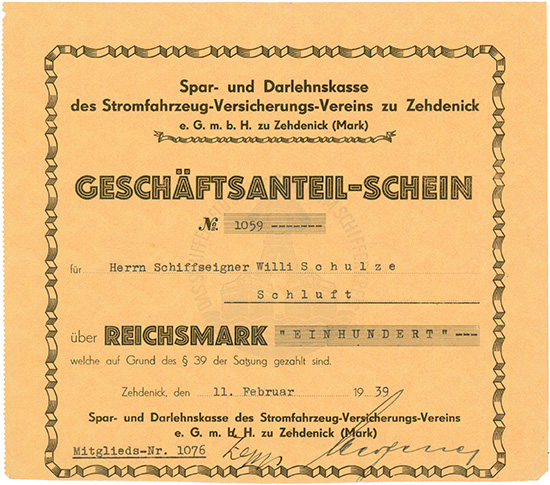 Spar- und Darlehnskasse
des Stromfahrzeug-Versicherungs-Vereins zu Zehdenick
e. G. m. b. H. zu Zehdenick (Mark)
GESCHÄFTSANTEIL-SCHEIN
№ 1059 -------
für Herrn Schiffseigner Willi Schulze
Schluft
über REICHSMARK "EINHUNDERT"---
welche auf Grund des § 39 der Satzung gezahlt sind.
Zehdenick, den 11. Februar 1939
Spar- und Darlehnskasse des Stromfahrzeug-Versicherungs-Vereins
e. G. m. b. H. zu Zehdenick (Mark)
Mitglieds-Nr. 1076